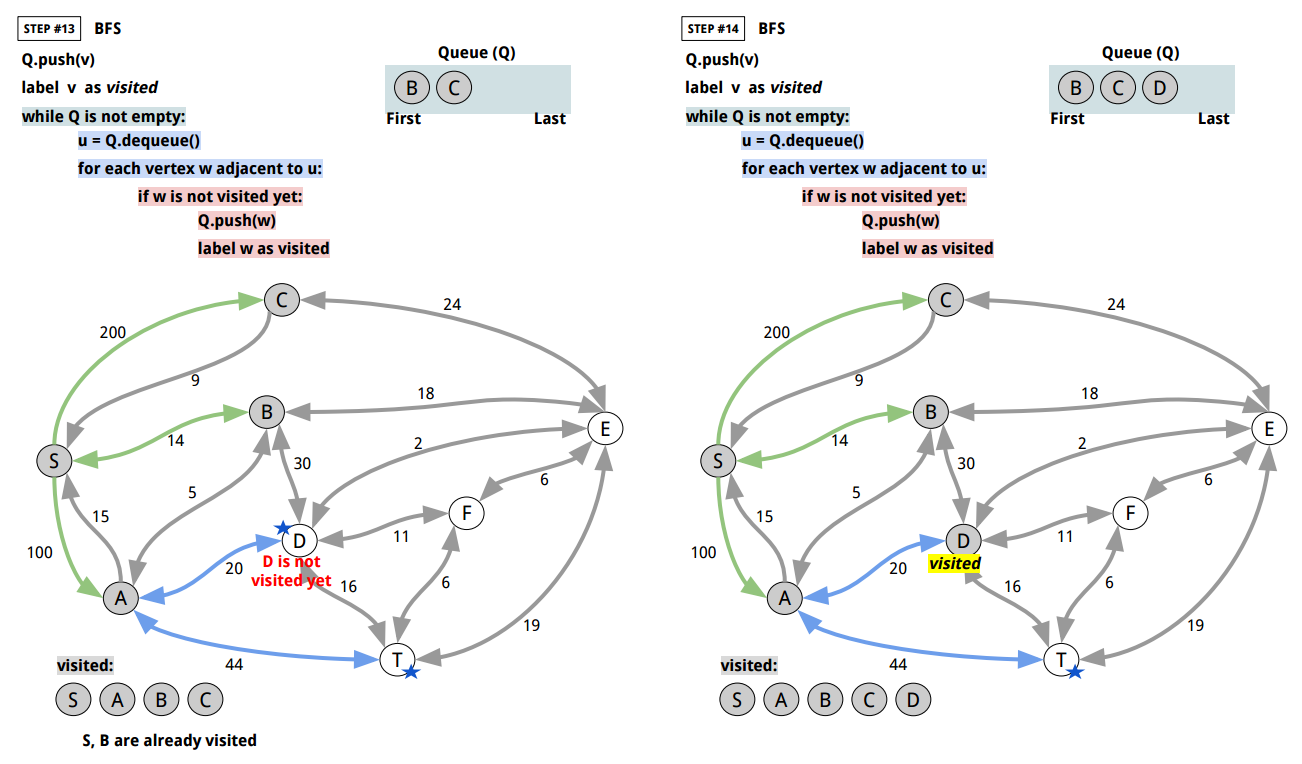 STEP #13 BFS
Q.push(v)
label v as visited
while Q is not empty:
u = Q.dequeue()
for each vertex w adjacent to u:
if w is not visited yet:
Q.push(w)
label w as visited
Queue (Q)
B C
First Last
C
24
200
9
B
18
14
S
E
2
30
5
6
15
F
D
11
D is not
visited yet
100
20
16
6
A
19
T
44
visited:
S A B C
S, B are already visited
STEP #14 BFS
Q.push(v)
label v as visited
while Q is not empty:
u = Q.dequeue()
for each vertex w adjacent to u:
if w is not visited yet:
Q.push(w)
label w as visited
Queue (Q)
B C D
First Last
C
24
200
9
B
18
14
S
E
2
30
5
6
15
F
D
11
visited
100
20
16
6
A
19
T
44
visited:
S A B C D